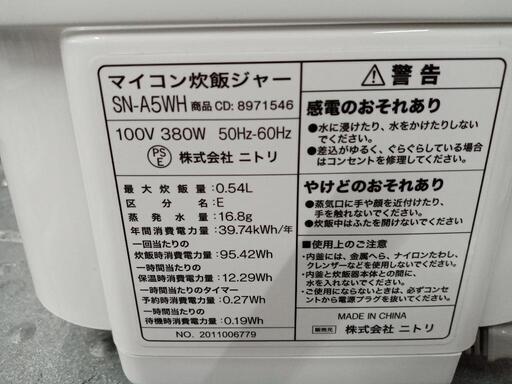 マイコン炊飯ジャー
SN-A5WH 商品CD: 8971546
100V 380W 50Hz-60Hz
PS
E
株式会社 ニトリ
最大炊飯量:0.54L
区分名:E
蒸発水量:16.8g
年間消費電力量:39.74kWh/年
一回当たりの
炊飯時消費電力量:95.42Wh
一時間当たりの
保温時消費電力量:12.29Wh
一時間当たりのタイマー
予約時消費電力量:0.27Wh
一時間当たりの
待機時消費電力量:0.19Wh
NO. 2011006779
警告
感電のおそれあり
●水に浸けたり、水をかけたりしない
でください。
●差込がゆるく、ぐらぐらしている場合
はコンセントを修理してください。
やけどのおそれあり
●蒸気口に手や顔を近付けたり、
手を触れないでください。
●炊飯中はふたを開けないでください。
■使用上のご注意
・内釜には、金属へら、ナイロンたわし、
クレンザーなどを使用しないでください。
・内釜と炊飯器本体との間に、
水を入れないでください。
・ご使用にならないときは、必ずコンセ
ントから電源プラグを抜いてください。
MADE IN CHINA
販売元 株式会社 ニトリ